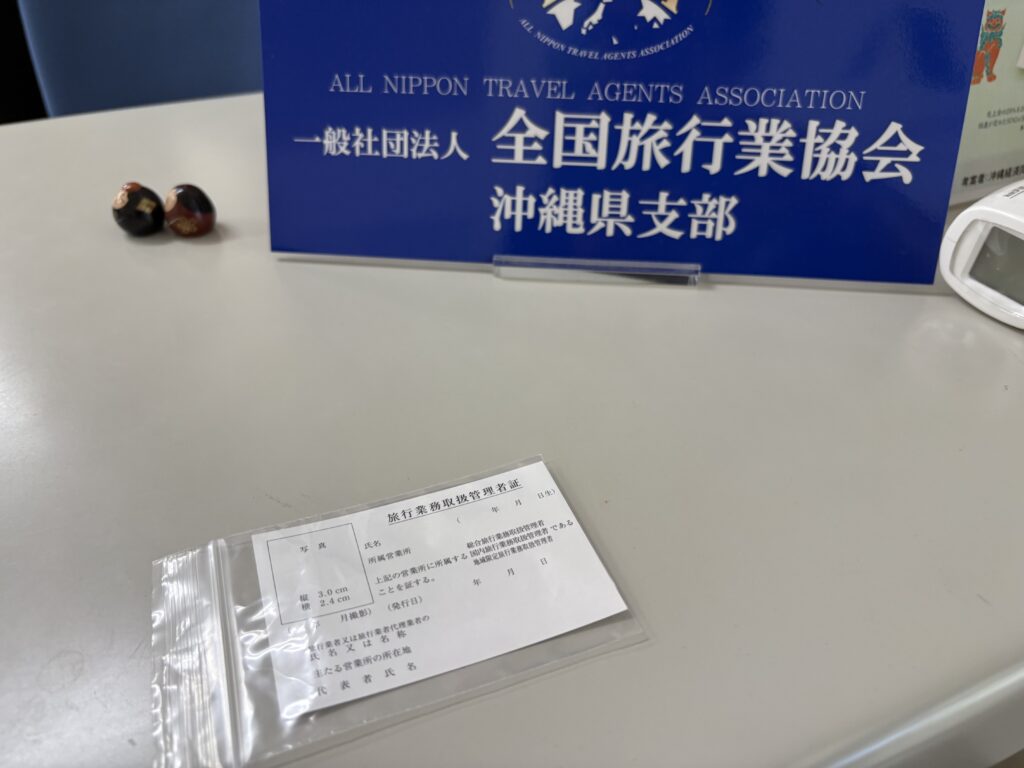 ALL NIPPON TRAVEL AGENTS ASSOCIATION
ALL NIPPON TRAVEL AGENTS ASSOCIATION
一般社団法人 全国旅行業協会
沖縄県支部
旅行業務取扱管理者証
( 年 月 日生)
写真
縦 3.0 cm
横 2.4 cm
月撮影)
氏名
所属営業所
上記の営業所に所属する
総合旅行業務取扱管理者
国内旅行業務取扱管理者
地域限定旅行業務取扱管理者
である
ことを証する。
(発行日) 年 月 日
旅行業者又は旅行業者代理業者の
氏名又は名称
主たる営業所の所在地
代表者氏名